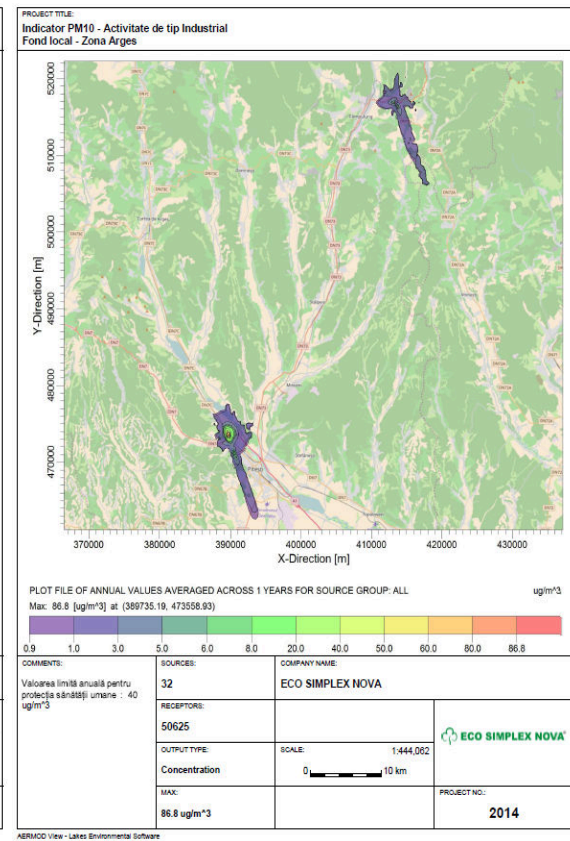 PROJECT TITLE:
Indicator PM10 - Activitate de tip Industrial
Fond local - Zona Arges
Y-Direction [m]
520000
510000
500000
490000
480000
470000
370000 380000 390000 400000 410000 420000 430000
X-Direction [m]
PLOT FILE OF ANNUAL VALUES AVERAGED ACROSS 1 YEARS FOR SOURCE GROUP: ALL
ug/m^3
Max: 86.8 [ug/m^3] at (389735.19, 473558.93)
0.9 1.0 3.0 5.0 6.0 8.0 20.0 40.0 50.0 60.0 80.0 86.8
COMMENTS:
Valoarea limită anuală pentru
protecția sănătății umane : 40
ug/m^3
SOURCES:
32
COMPANY NAME:
ECO SIMPLEX NOVA
RECEPTORS:
50625
OUTPUT TYPE:
Concentration
SCALE:
1:444,062
0 10 km
MAX:
86.8 ug/m^3
ECO SIMPLEX NOVA
PROJECT NO.:
2014
AERMOD View - Lakes Environmental Software